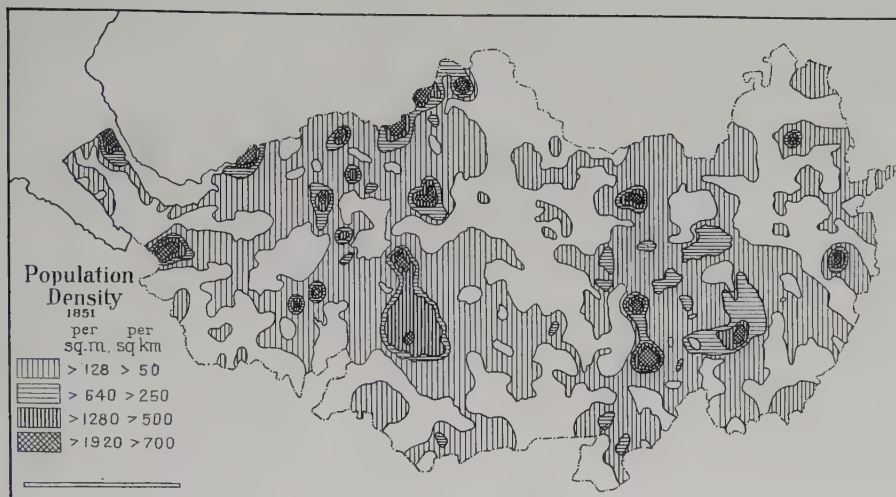 Population
Density
1851
per per
sq.m. sq km
>128 >50
>640 >250
>1280 >500
>1920 >700